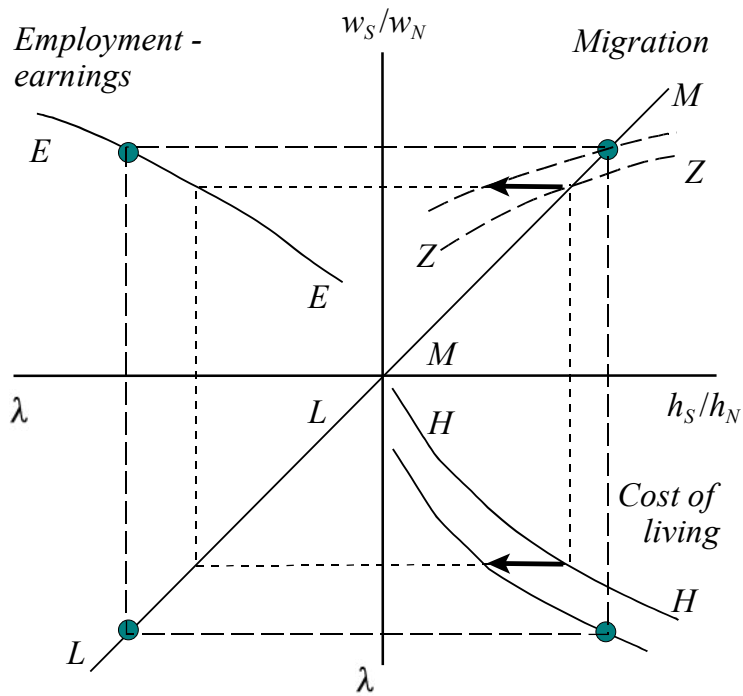 Employment -
earnings
w_S/w_N
Migration
M
E
Z
Z
E
M
λ
L
H
h_S/h_N
Cost of
living
H
L
λ